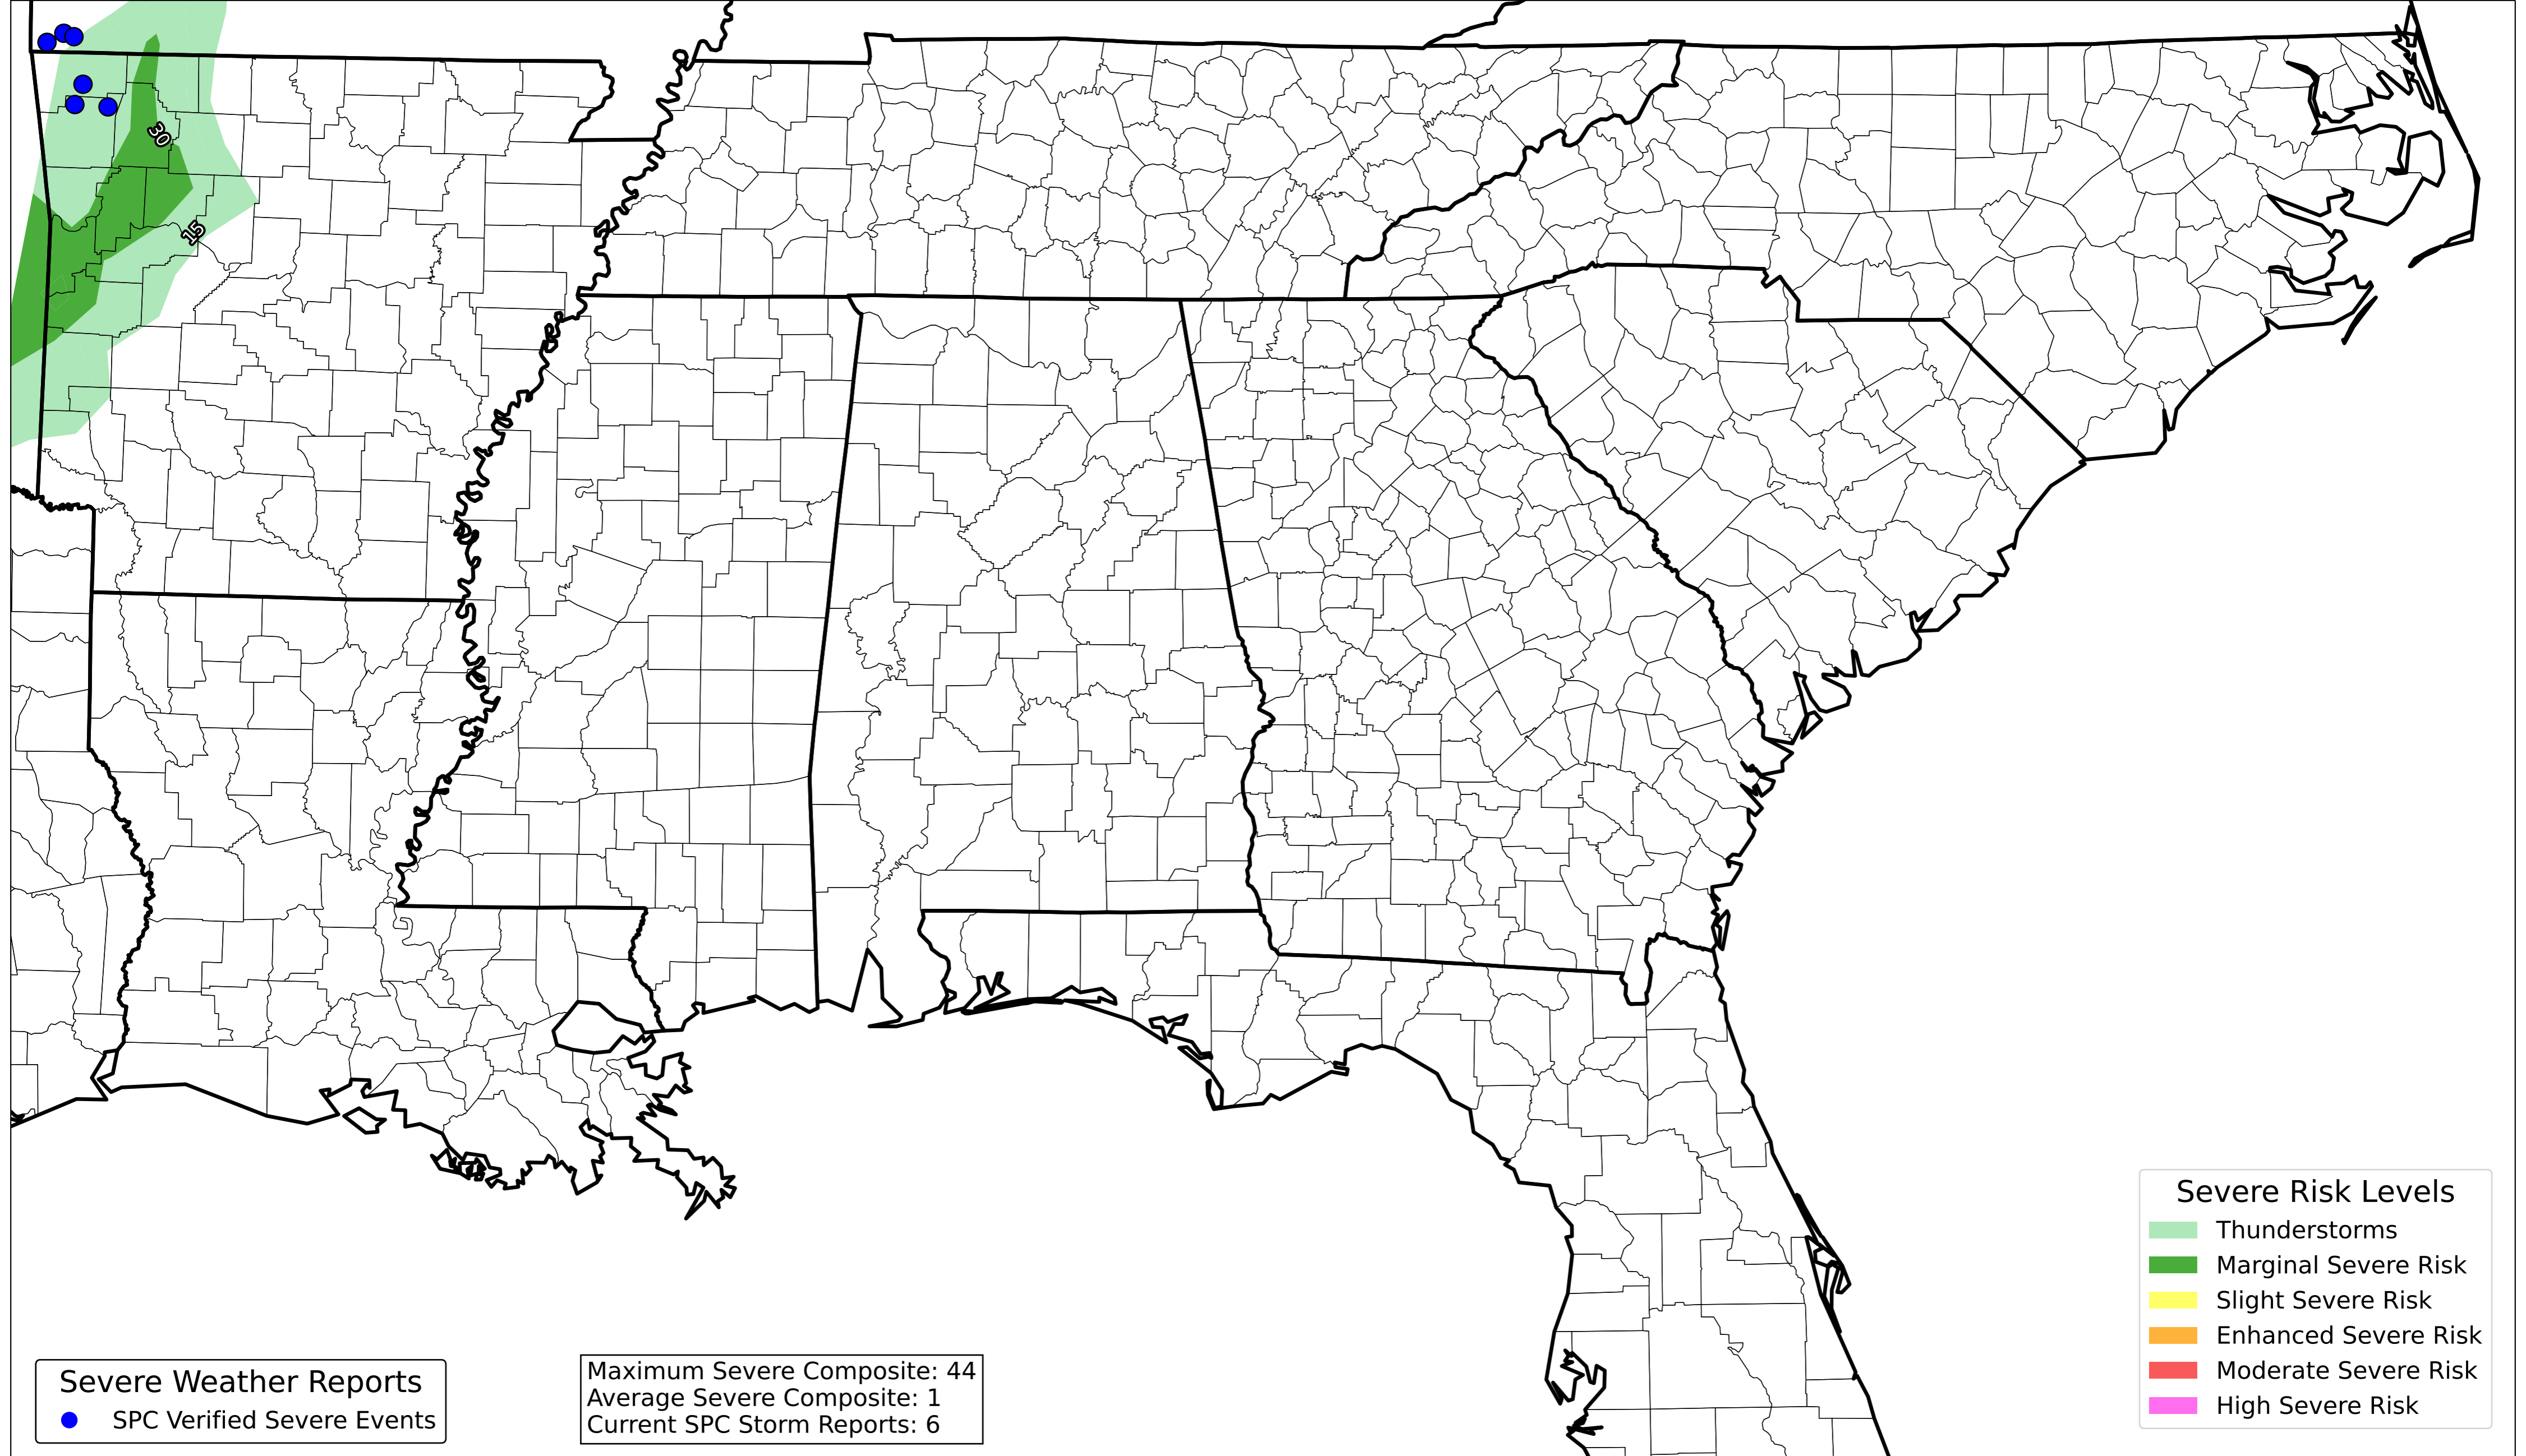 30
15
Severe Risk Levels
Thunderstorms
Marginal Severe Risk
Slight Severe Risk
Enhanced Severe Risk
Moderate Severe Risk
High Severe Risk
Severe Weather Reports
SPC Verified Severe Events
Maximum Severe Composite: 44
Average Severe Composite: 1
Current SPC Storm Reports: 6